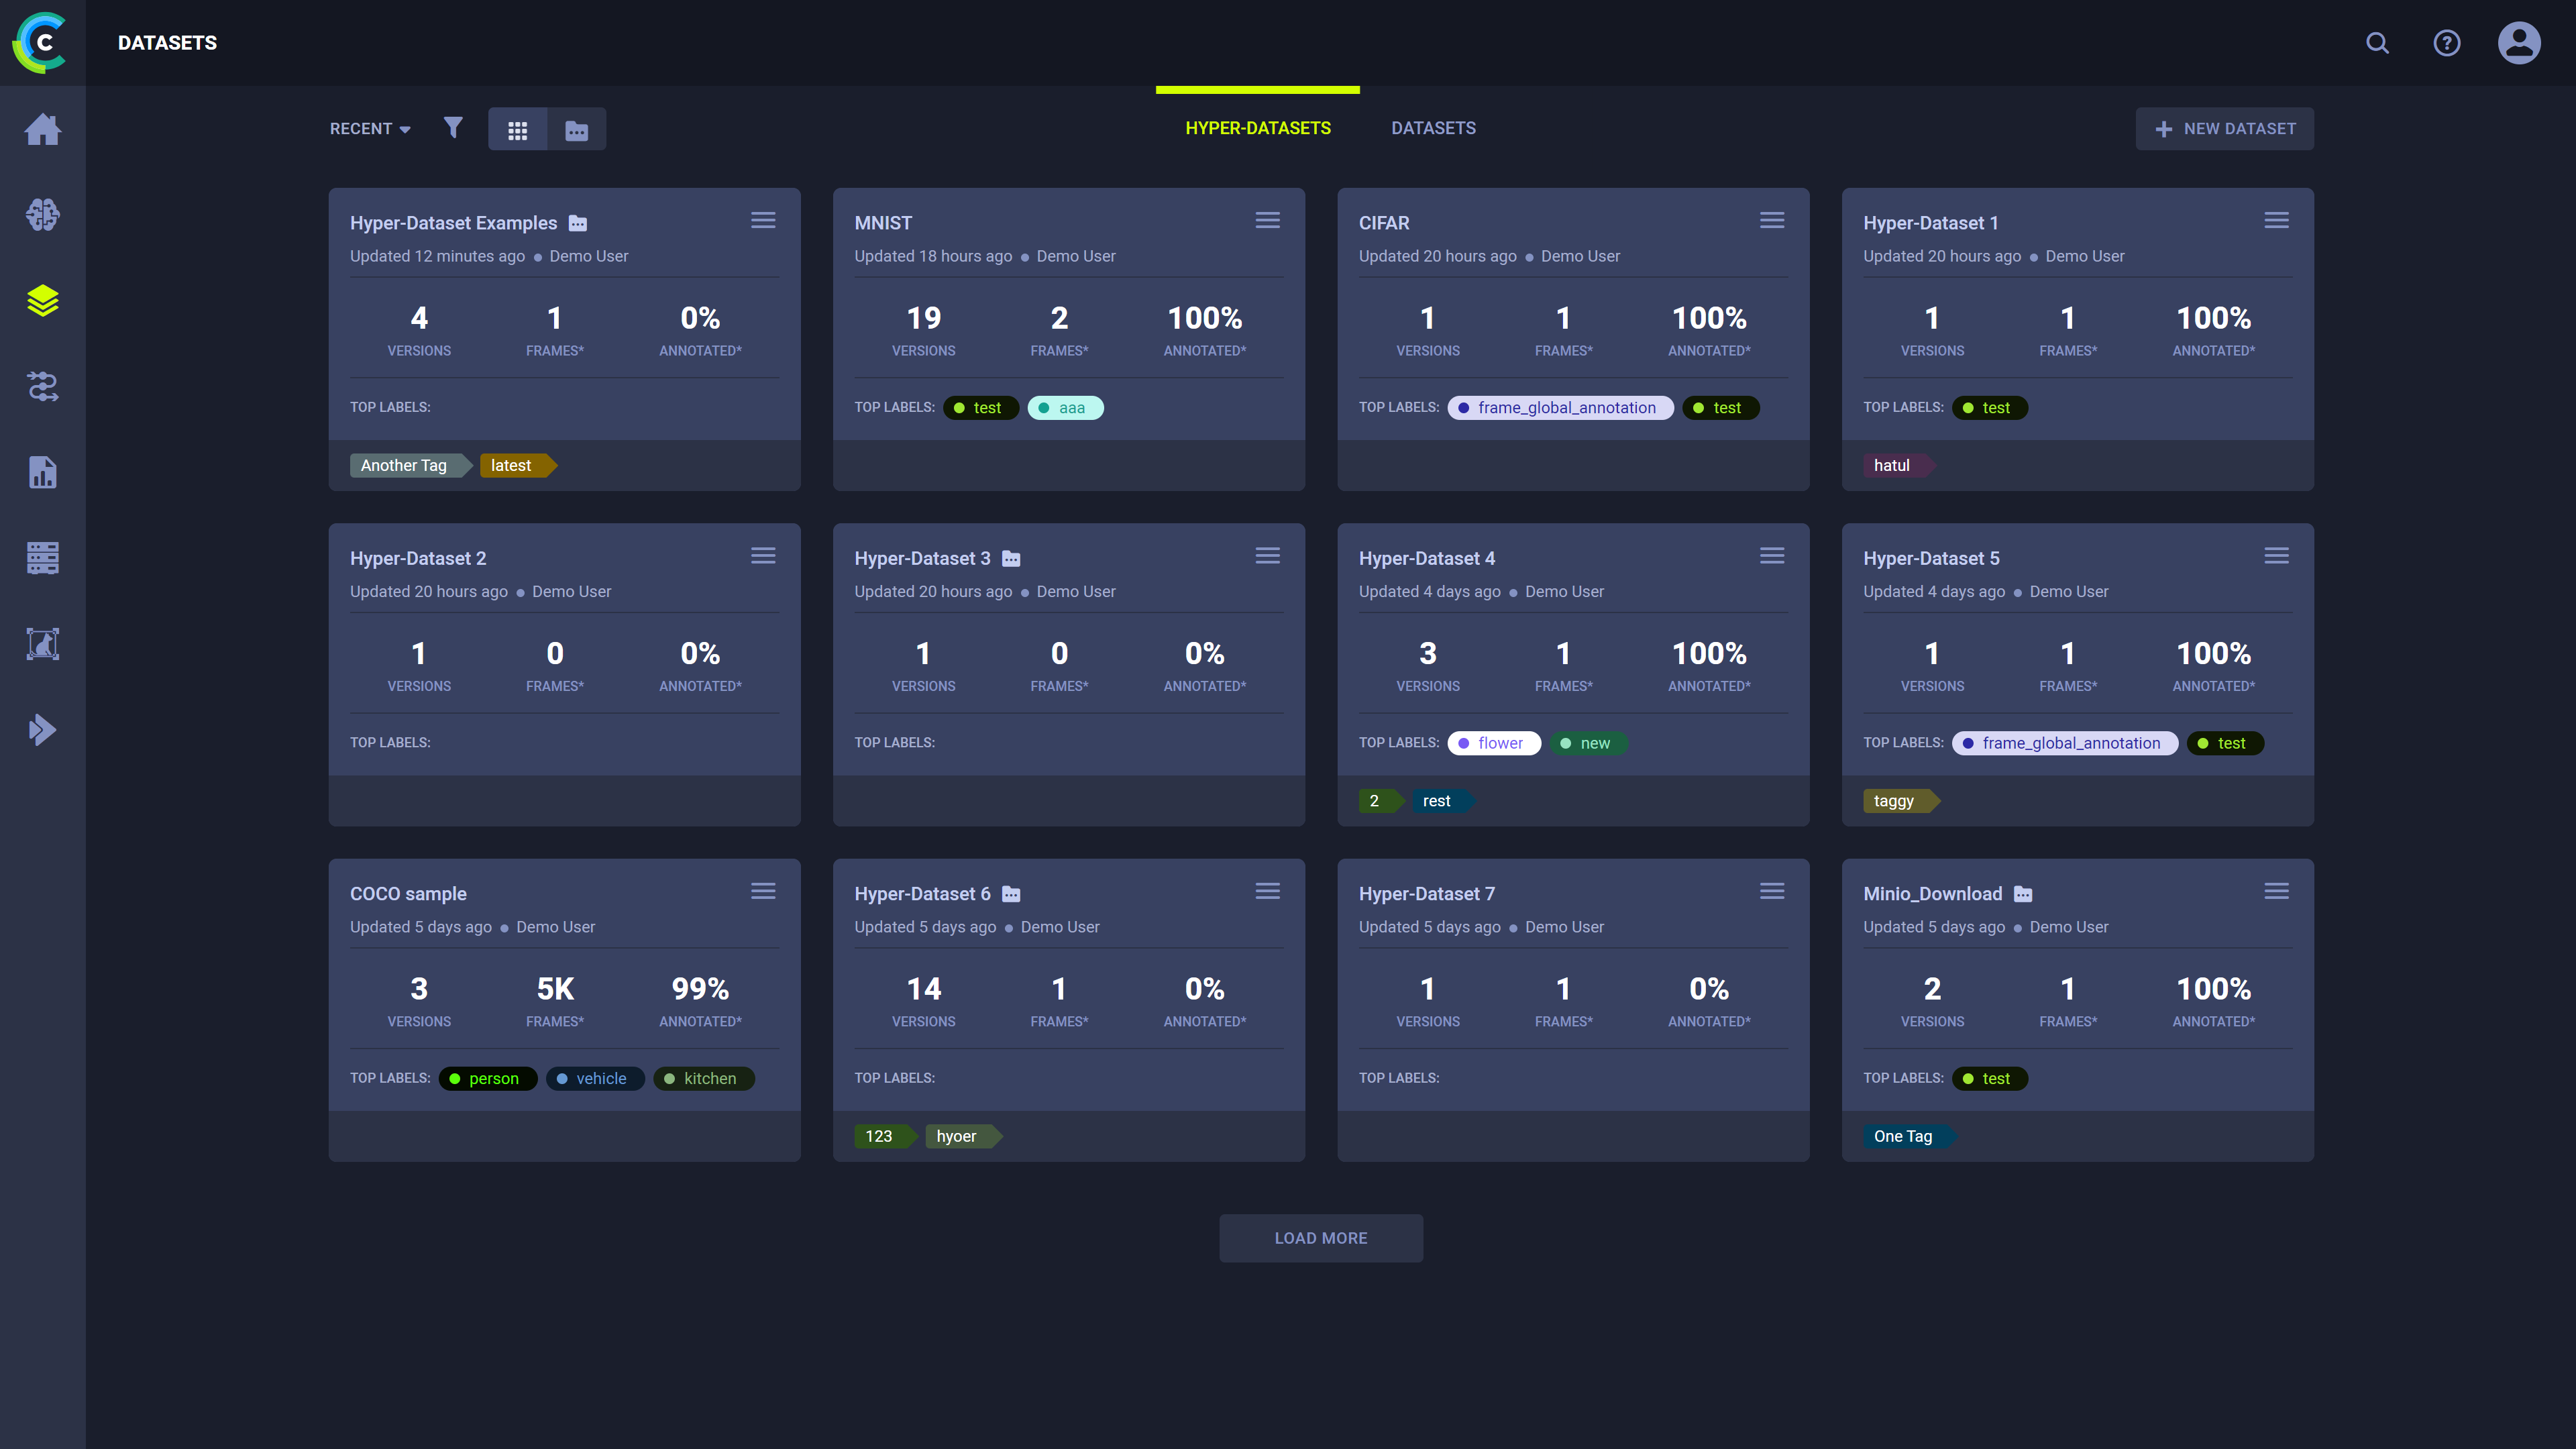 C
DATASETS
RECENT
HYPER-DATASETS
DATASETS
NEW DATASET
Hyper-Dataset Examples
Updated 12 minutes ago Demo User
4 1 0%
VERSIONS FRAMES* ANNOTATED*
TOP LABELS:
Another Tag latest
MNIST
Updated 18 hours ago Demo User
19 2 100%
VERSIONS FRAMES* ANNOTATED*
TOP LABELS: test aaa
CIFAR
Updated 20 hours ago Demo User
1 1 100%
VERSIONS FRAMES* ANNOTATED*
TOP LABELS: frame_global_annotation test
Hyper-Dataset 1
Updated 20 hours ago Demo User
1 1 100%
VERSIONS FRAMES* ANNOTATED*
TOP LABELS: test
hatul
Hyper-Dataset 2
Updated 20 hours ago Demo User
1 0 0%
VERSIONS FRAMES* ANNOTATED*
TOP LABELS:
Hyper-Dataset 3
Updated 20 hours ago Demo User
1 0 0%
VERSIONS FRAMES* ANNOTATED*
TOP LABELS:
Hyper-Dataset 4
Updated 4 days ago Demo User
3 1 100%
VERSIONS FRAMES* ANNOTATED*
TOP LABELS: flower new
2 rest
Hyper-Dataset 5
Updated 4 days ago Demo User
1 1 100%
VERSIONS FRAMES* ANNOTATED*
TOP LABELS: frame_global_annotation test
taggy
COCO sample
Updated 5 days ago Demo User
3 5K 99%
VERSIONS FRAMES* ANNOTATED*
TOP LABELS: person vehicle kitchen
Hyper-Dataset 6
Updated 5 days ago Demo User
14 1 0%
VERSIONS FRAMES* ANNOTATED*
TOP LABELS:
123 hyoer
Hyper-Dataset 7
Updated 5 days ago Demo User
1 1 0%
VERSIONS FRAMES* ANNOTATED*
TOP LABELS:
Minio_Download
Updated 5 days ago Demo User
2 1 100%
VERSIONS FRAMES* ANNOTATED*
TOP LABELS: test
One Tag
LOAD MORE